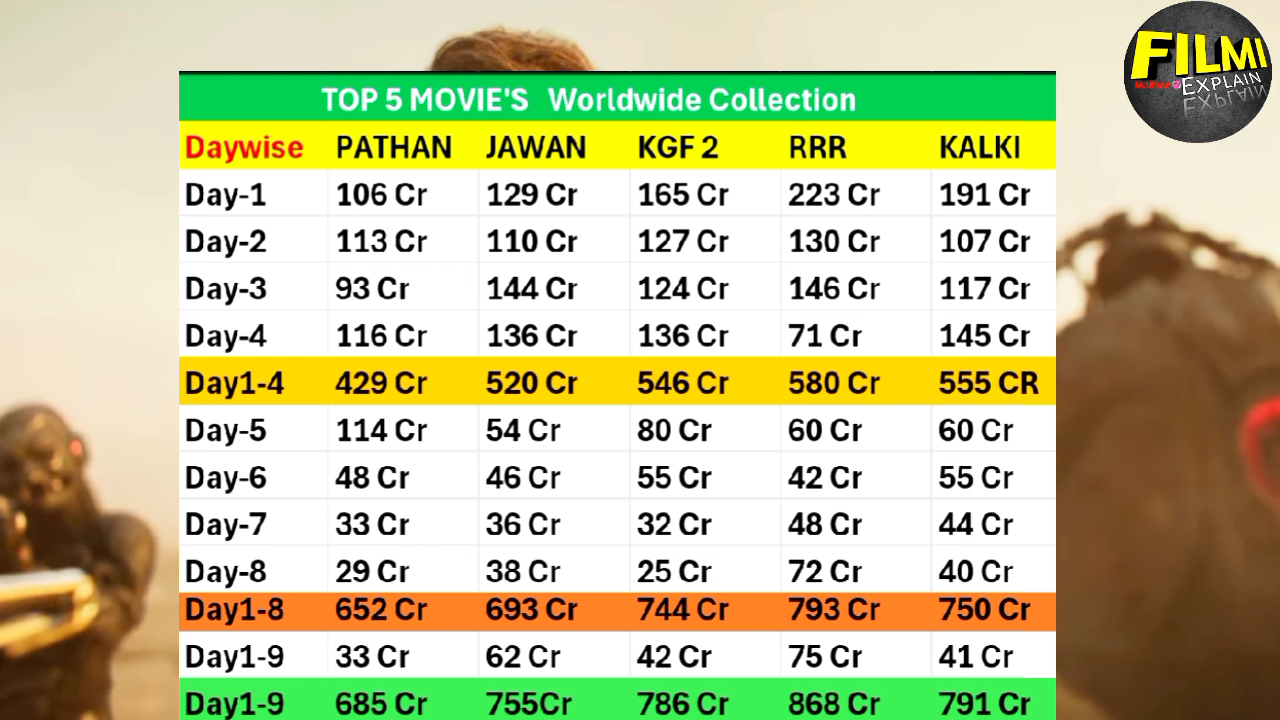 FILMI
EXPLAIN
TOP 5 MOVIE'S Worldwide Collection
Daywise PATHAN JAWAN KGF 2 RRR KALKI
Day-1 106 Cr 129 Cr 165 Cr 223 Cr 191 Cr
Day-2 113 Cr 110 Cr 127 Cr 130 Cr 107 Cr
Day-3 93 Cr 144 Cr 124 Cr 146 Cr 117 Cr
Day-4 116 Cr 136 Cr 136 Cr 71 Cr 145 Cr
Day1-4 429 Cr 520 Cr 546 Cr 580 Cr 555 CR
Day-5 114 Cr 54 Cr 80 Cr 60 Cr 60 Cr
Day-6 48 Cr 46 Cr 55 Cr 42 Cr 55 Cr
Day-7 33 Cr 36 Cr 32 Cr 48 Cr 44 Cr
Day-8 29 Cr 38 Cr 25 Cr 72 Cr 40 Cr
Day1-8 652 Cr 693 Cr 744 Cr 793 Cr 750 Cr
Day1-9 33 Cr 62 Cr 42 Cr 75 Cr 41 Cr
Day1-9 685 Cr 755Cr 786 Cr 868 Cr 791 Cr